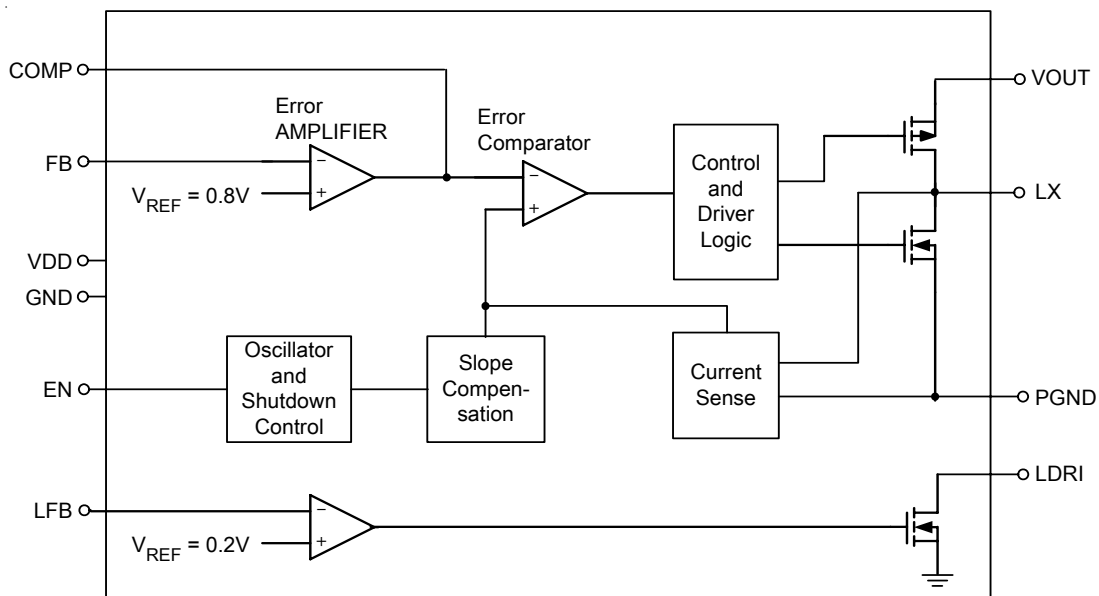 COMP
FB
VDD
GND
EN
LFB
Error
AMPLIFIER
−
+
V_REF = 0.8V
Error
Comparator
−
+
Control
and
Driver
Logic
Oscillator
and
Shutdown
Control
Slope
Compen-
sation
Current
Sense
−
+
V_REF = 0.2V
VOUT
LX
PGND
LDRI